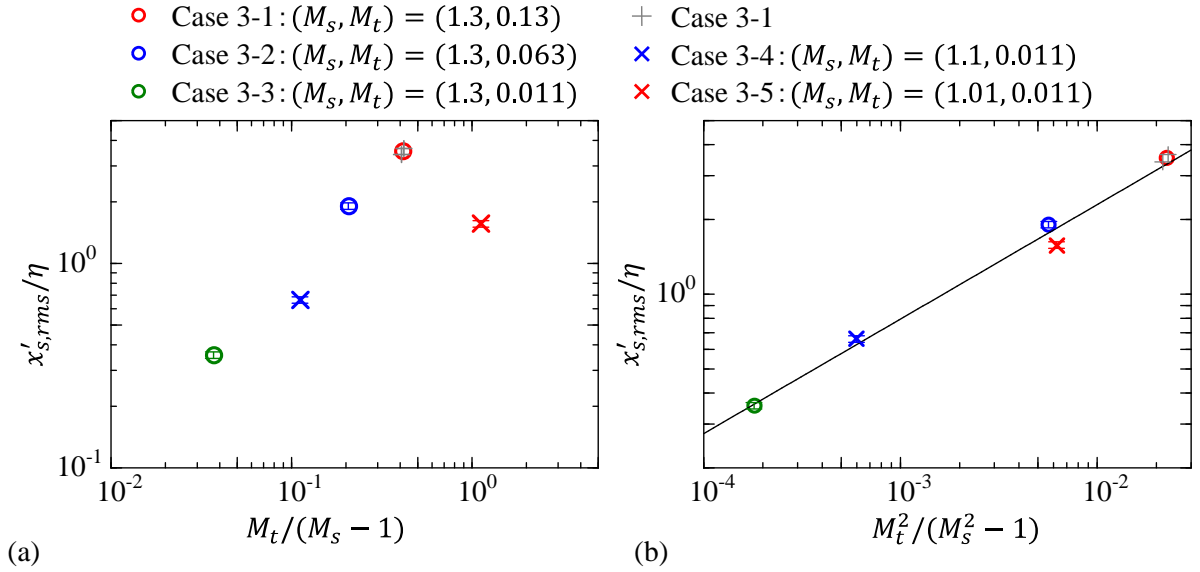 Case 3-1: (M_s, M_t) = (1.3, 0.13)
Case 3-2: (M_s, M_t) = (1.3, 0.063)
Case 3-3: (M_s, M_t) = (1.3, 0.011)
Case 3-1
Case 3-4: (M_s, M_t) = (1.1, 0.011)
Case 3-5: (M_s, M_t) = (1.01, 0.011)
x′_{s,rms}/η
10^0
10^{-1}
10^{-2}
10^{-1}
10^0
M_t/(M_s − 1)
(a)
x′_{s,rms}/η
10^0
10^{-4}
10^{-3}
10^{-2}
M_t^2/(M_s^2 − 1)
(b)